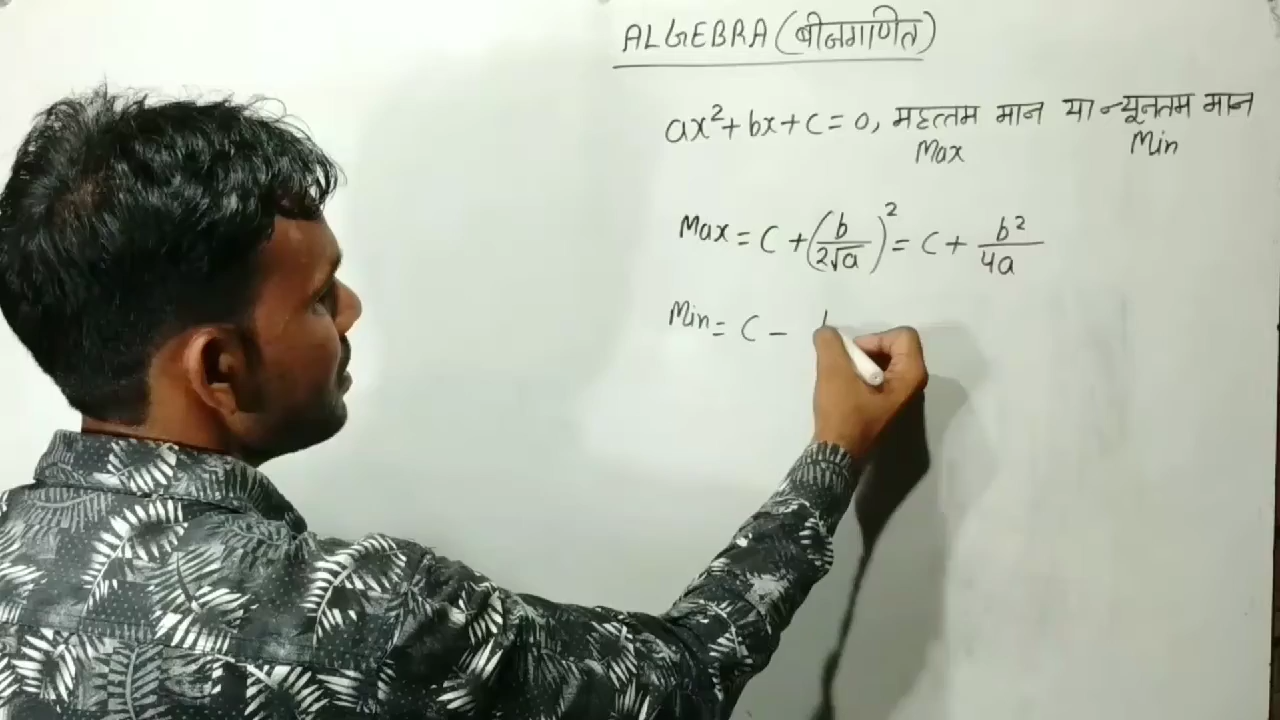 ALGEBRA (बीजगणित)
ax²+bx+c=0, महत्तम मान या न्यूनतम मान
Max Min
Max = C + (b/2√a)² = C + b²/4a
Min = C -